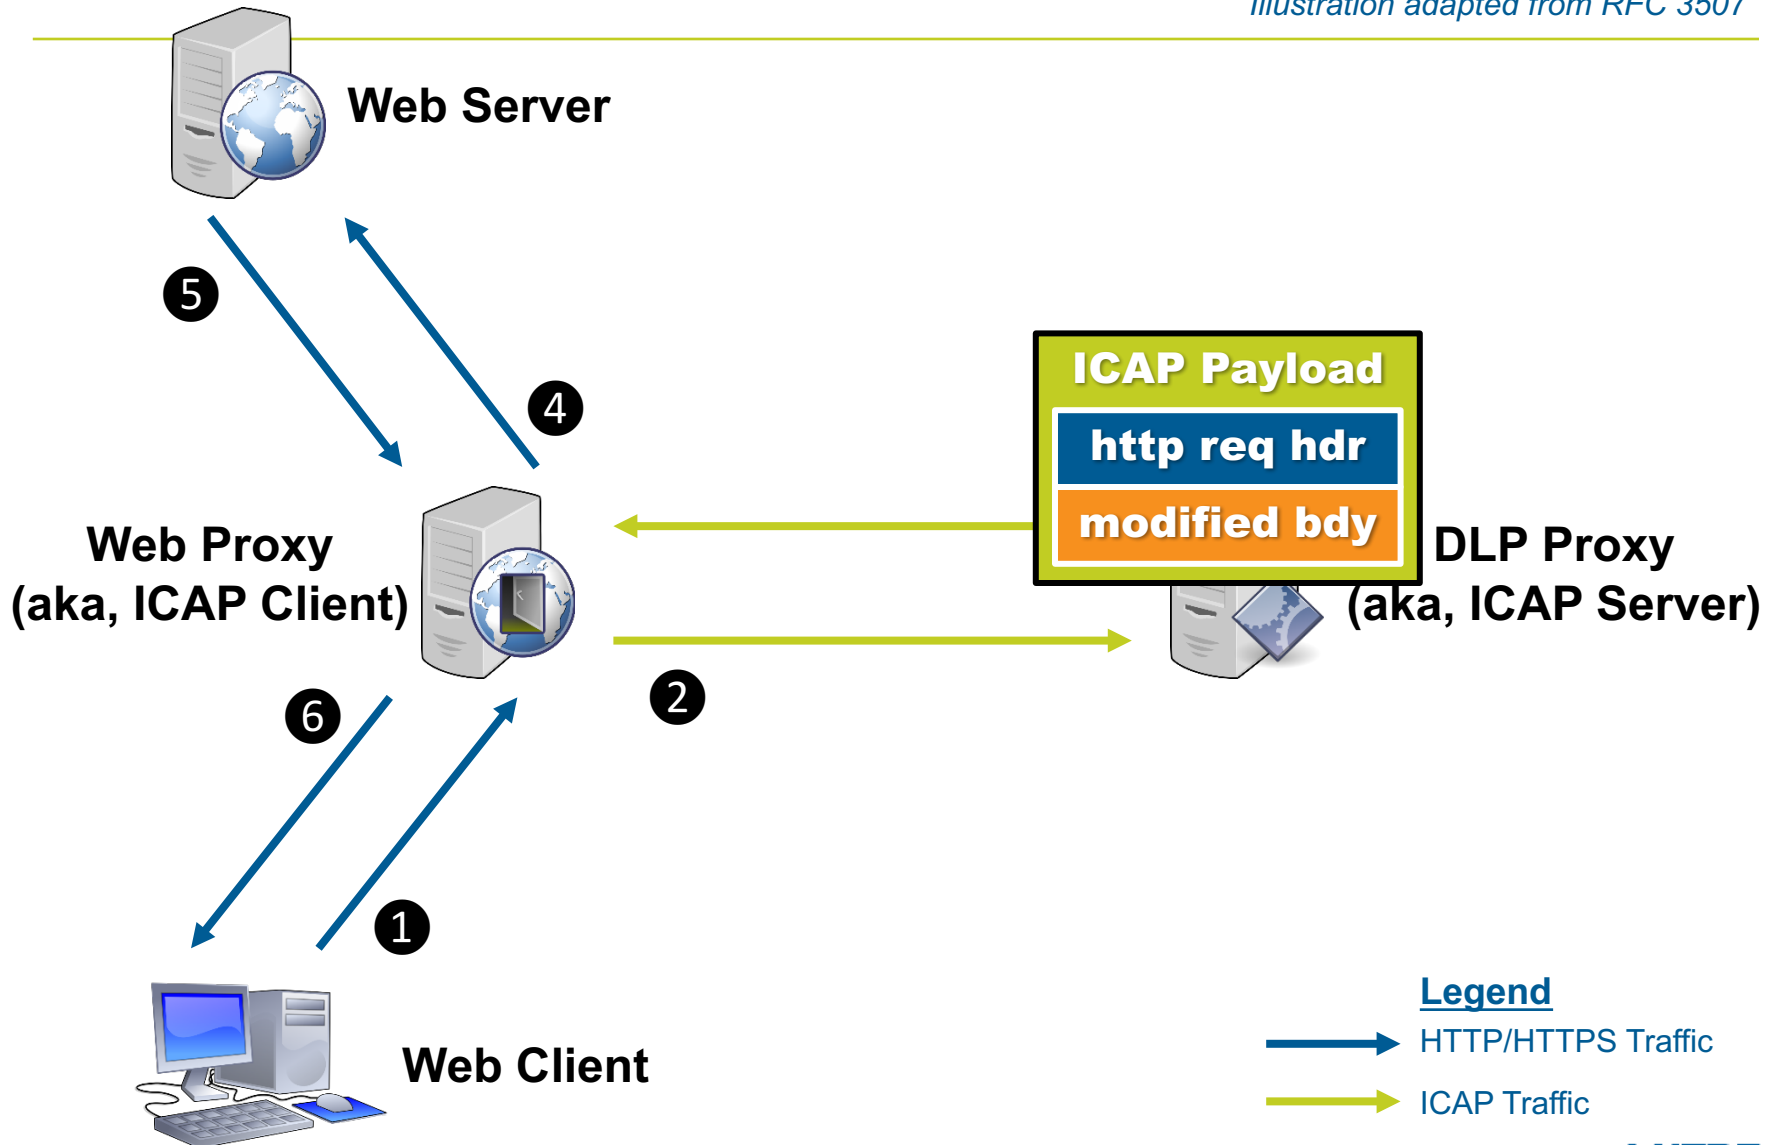 Illustration adapted from RFC 3507
Web Server
5
4
ICAP Payload
http req hdr
modified bdy
Web Proxy
(aka, ICAP Client)
DLP Proxy
(aka, ICAP Server)
2
6
1
Web Client
Legend
HTTP/HTTPS Traffic
ICAP Traffic